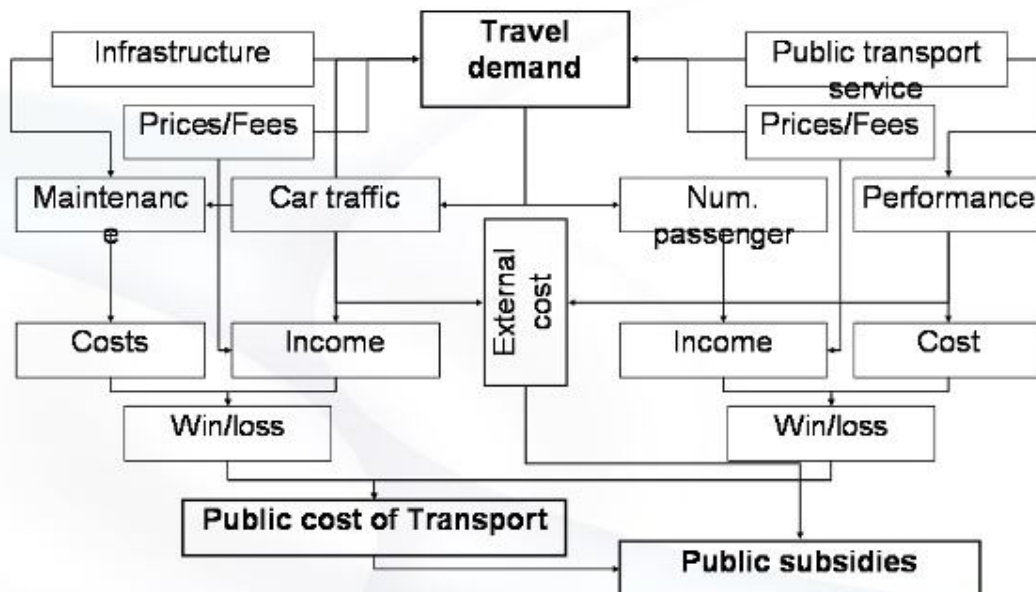 Infrastructure
Travel
demand
Public transport
service
Prices/Fees
Prices/Fees
Maintenanc
e
Car traffic
Num.
passenger
Performance
External
cost
Costs
Income
Income
Cost
Win/loss
Win/loss
Public cost of Transport
Public subsidies